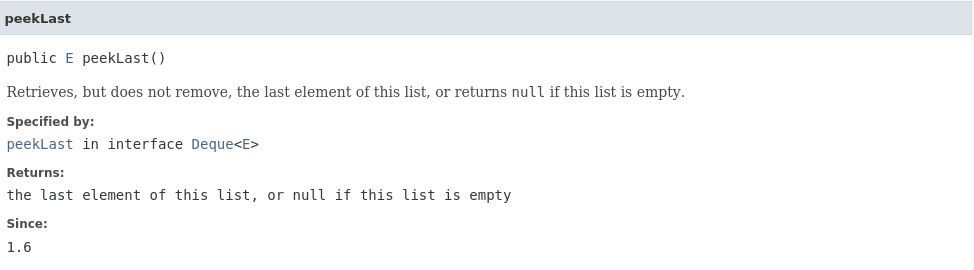 peekLast
public E peekLast()
Retrieves, but does not remove, the last element of this list, or returns null if this list is empty.
Specified by:
peekLast in interface Deque<E>
Returns:
the last element of this list, or null if this list is empty
Since:
1.6